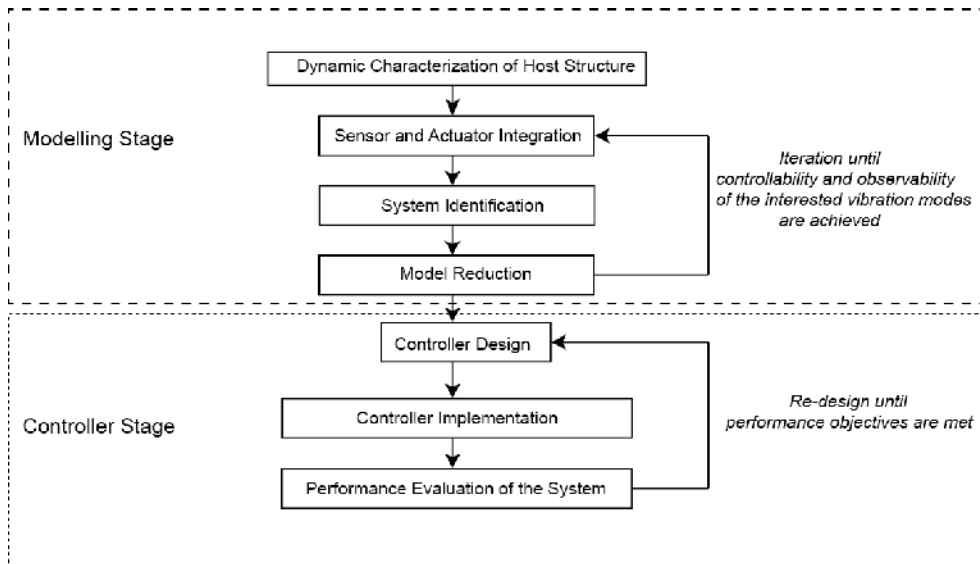 Dynamic Characterization of Host Structure
Modelling Stage
Sensor and Actuator Integration
Iteration until
controllability and observability
of the interested vibration modes
are achieved
System Identification
Model Reduction
Controller Design
Controller Stage
Controller Implementation
Re-design until
performance objectives are met
Performance Evaluation of the System